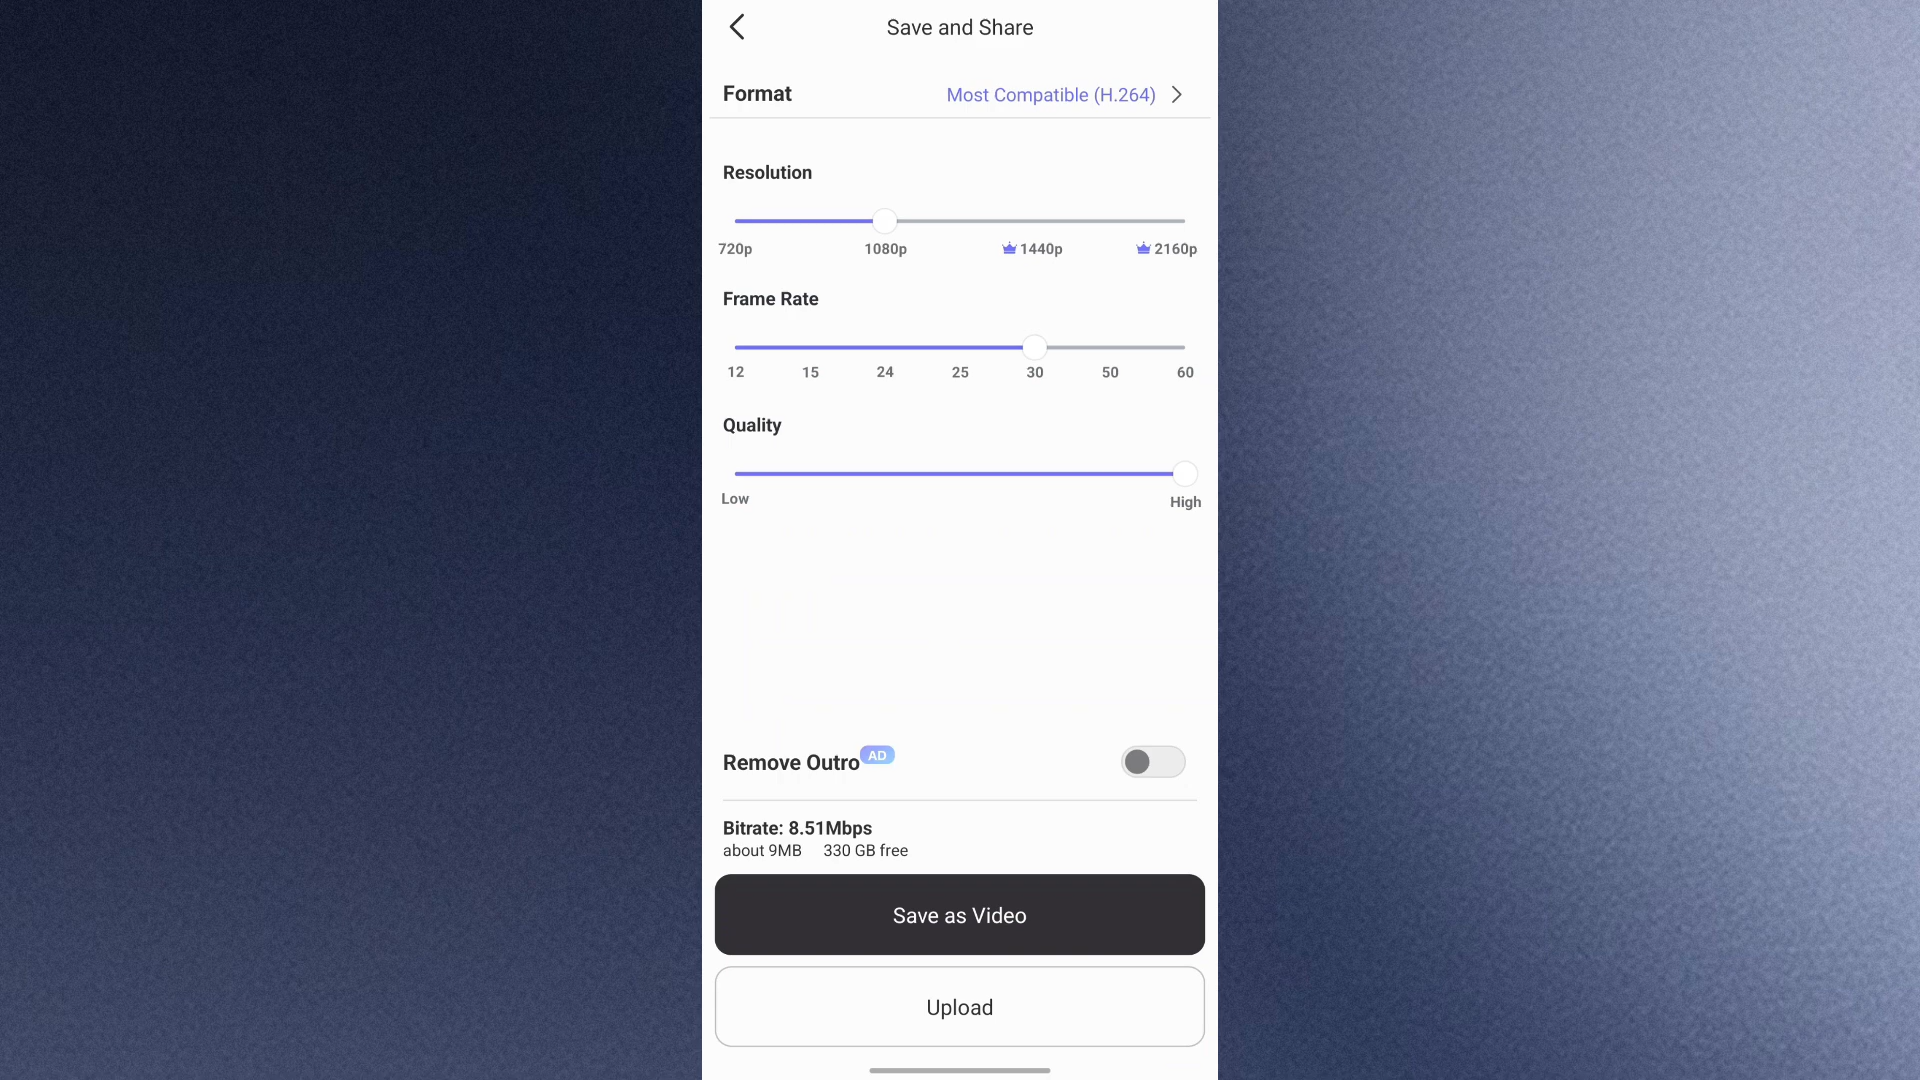 Save and Share
Format Most Compatible (H.264)
Resolution
720p 1080p 1440p 2160p
Frame Rate
12 15 24 25 30 50 60
Quality
Low High
Remove Outro AD
Bitrate: 8.51Mbps
about 9MB 330 GB free
Save as Video
Upload